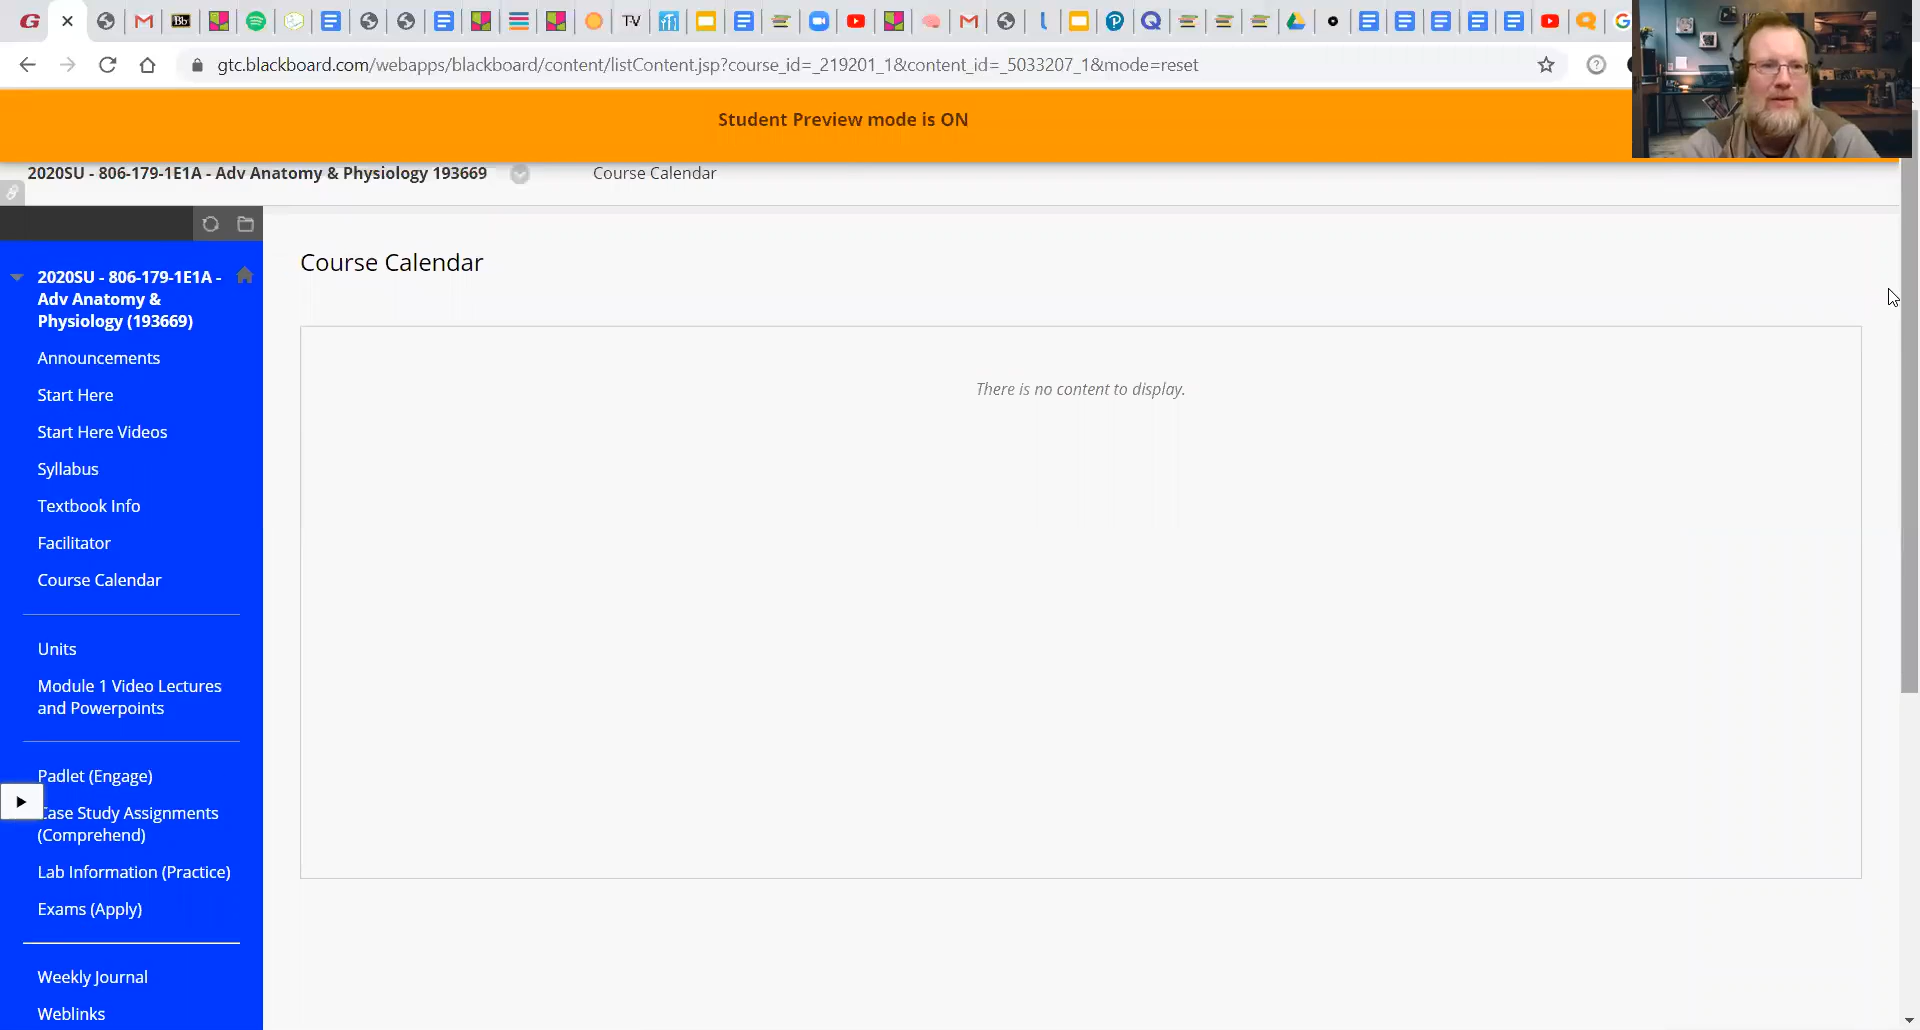 G
Bb
TV
gtc.blackboard.com/webapps/blackboard/content/listContent.jsp?course_id=_219201_1&content_id=_5033207_1&mode=reset
Student Preview mode is ON
2020SU - 806-179-1E1A - Adv Anatomy & Physiology 193669
Course Calendar
2020SU - 806-179-1E1A -
Adv Anatomy &
Physiology (193669)
Announcements
Start Here
Start Here Videos
Syllabus
Textbook Info
Facilitator
Course Calendar
Units
Module 1 Video Lectures
and Powerpoints
Padlet (Engage)
Case Study Assignments
(Comprehend)
Lab Information (Practice)
Exams (Apply)
Weekly Journal
Weblinks
Course Calendar
There is no content to display.